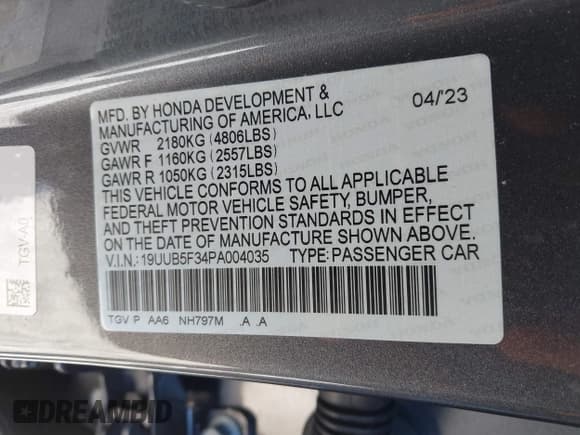 MFD. BY HONDA DEVELOPMENT & 04/'23
MANUFACTURING OF AMERICA, LLC
GVWR 2180KG (4806LBS)
GAWR F 1160KG (2557LBS)
GAWR R 1050KG (2315LBS)
THIS VEHICLE CONFORMS TO ALL APPLICABLE
FEDERAL MOTOR VEHICLE SAFETY, BUMPER,
AND THEFT PREVENTION STANDARDS IN EFFECT
ON THE DATE OF MANUFACTURE SHOWN ABOVE.
V.I.N.: 19UUB5F34PA004035 TYPE: PASSENGER CAR
TGV P AA6 NH797M .A .A
TGV-A0
DREAMBID